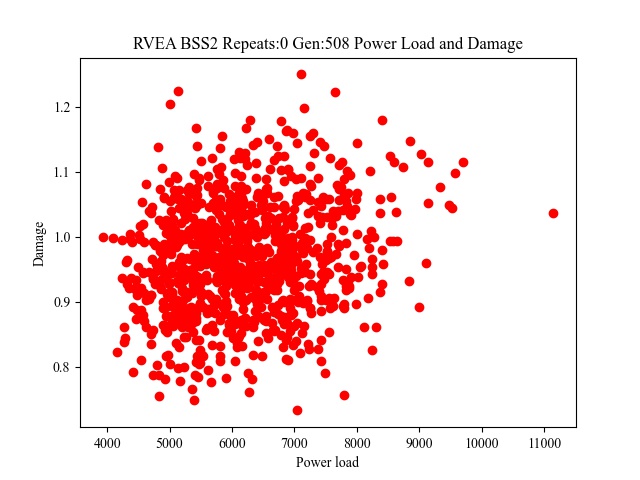 RVEA BSS2 Repeats:0 Gen:508 Power Load and Damage
1.2
1.1
1.0
0.9
0.8
Damage
4000 5000 6000 7000 8000 9000 10000 11000
Power load